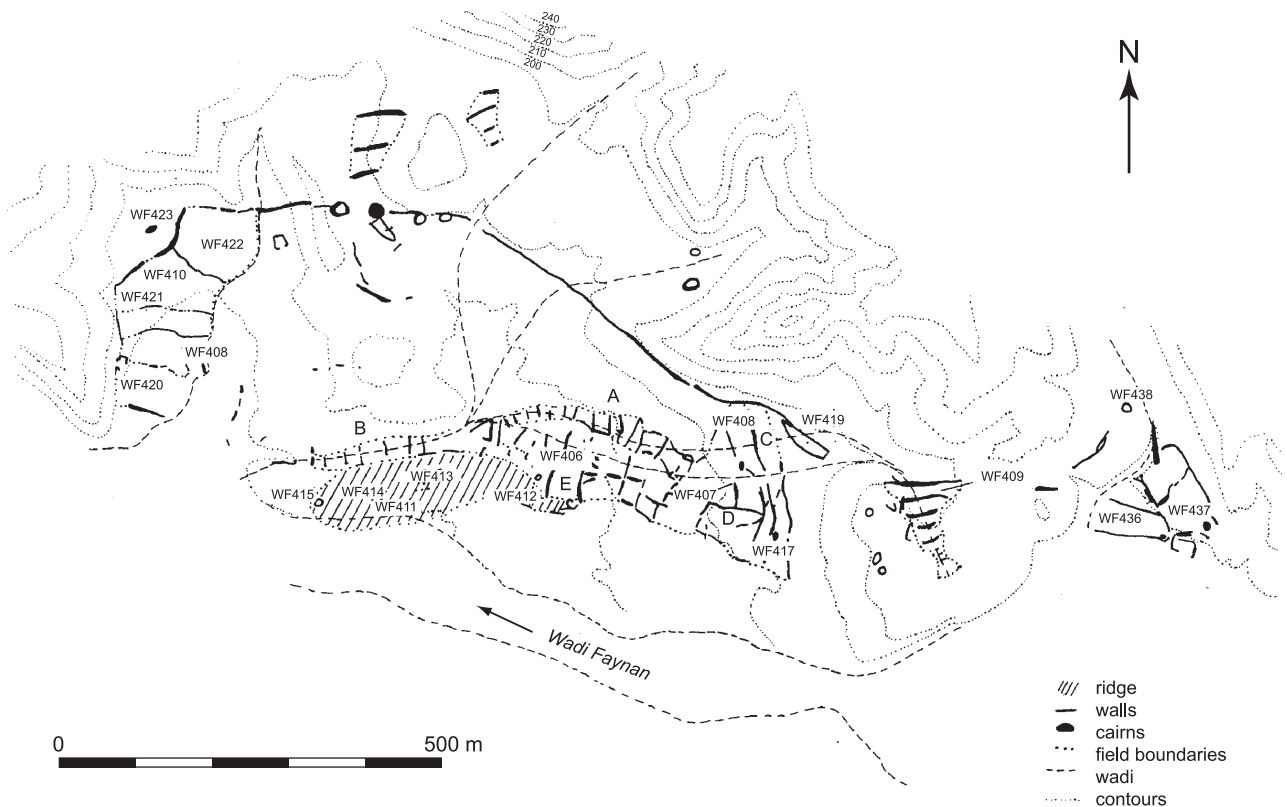 240
230
220
210
200
N
WF423
WF422
WF410
WF421
WF408
WF420
WF438
A
WF408
WF419
B
C
WF406
WF413
WF409
E
WF415
WF414
WF412
WF407
WF411
D
WF436
WF437
WF417
Wadi Faynan
ridge
walls
cairns
field boundaries
wadi
contours
0
500 m